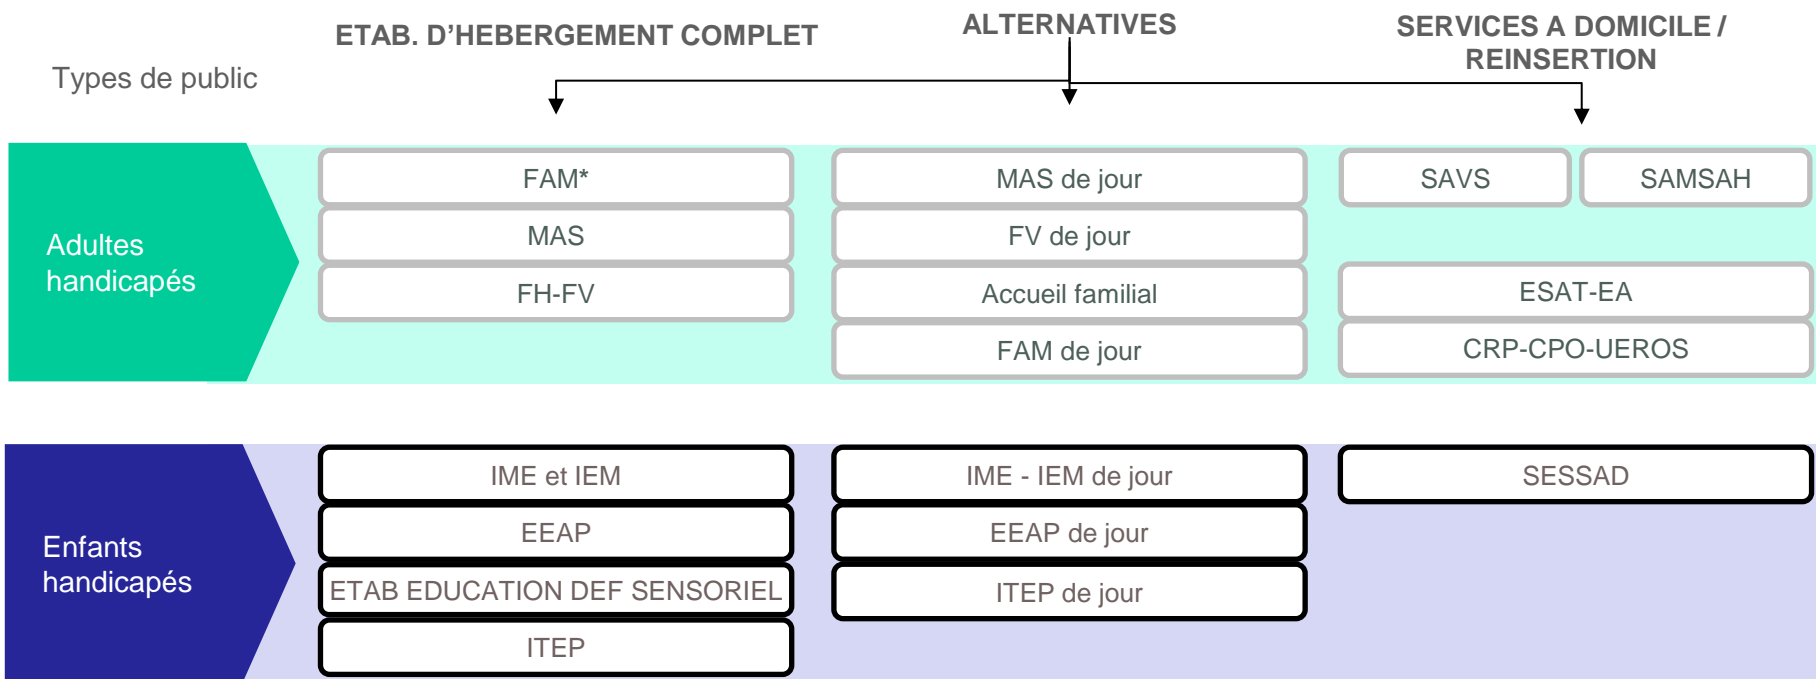 ETAB. D’HEBERGEMENT COMPLET
ALTERNATIVES
SERVICES A DOMICILE /
REINSERTION
Types de public
Adultes
handicapés
FAM*
MAS de jour
SAVS
SAMSAH
MAS
FV de jour
FH-FV
Accueil familial
ESAT-EA
FAM de jour
CRP-CPO-UEROS
Enfants
handicapés
IME et IEM
IME - IEM de jour
SESSAD
EEAP
EEAP de jour
ETAB EDUCATION DEF SENSORIEL
ITEP de jour
ITEP